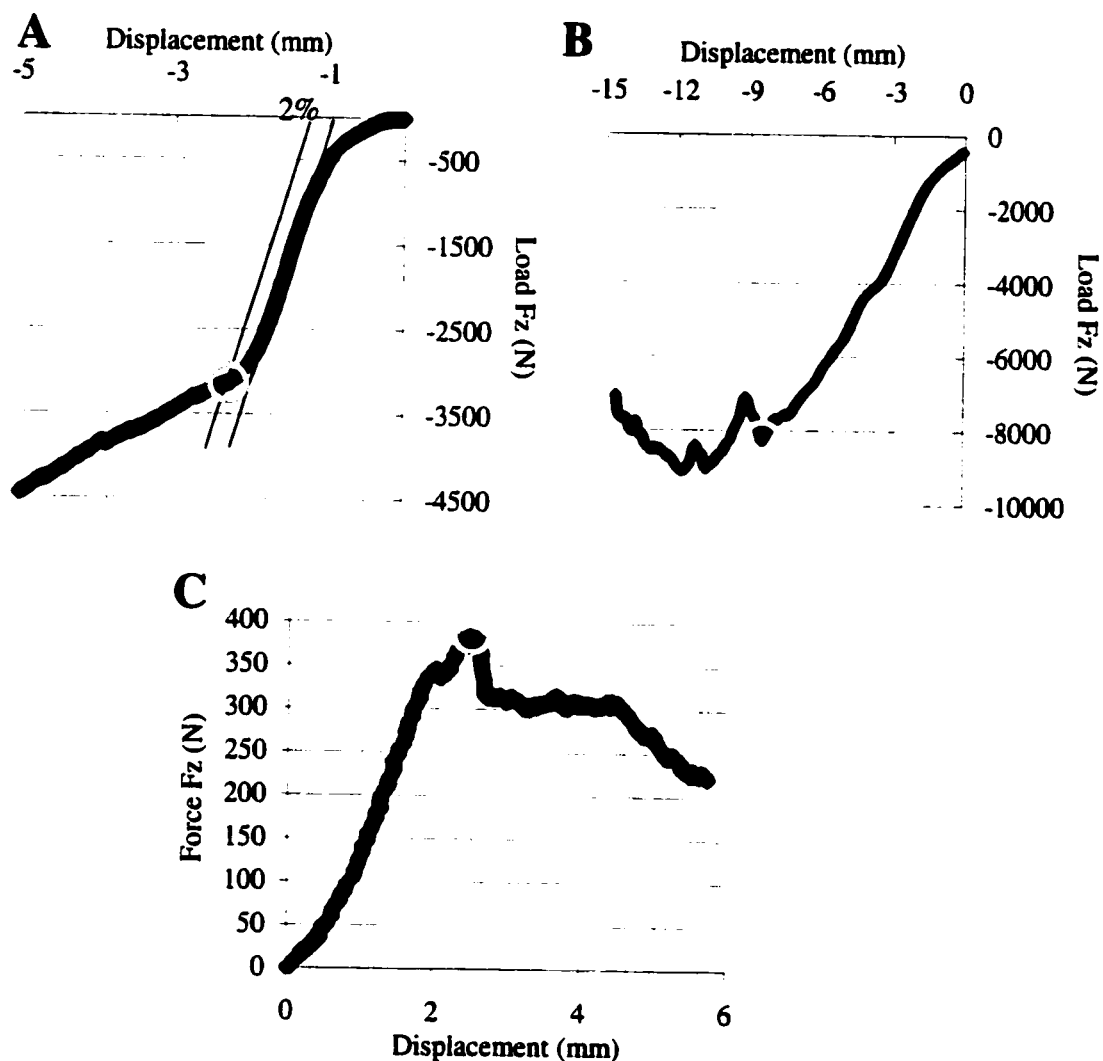 A
Displacement (mm)
-5 -3 -1
2%
-500
-1500
-2500
-3500
-4500
Load Fz (N)
B
Displacement (mm)
-15 -12 -9 -6 -3 0
0
-2000
-4000
-6000
-8000
-10000
Load Fz (N)
C
400
350
300
250
200
150
100
50
0
Force Fz (N)
0 2 4 6
Displacement (mm)